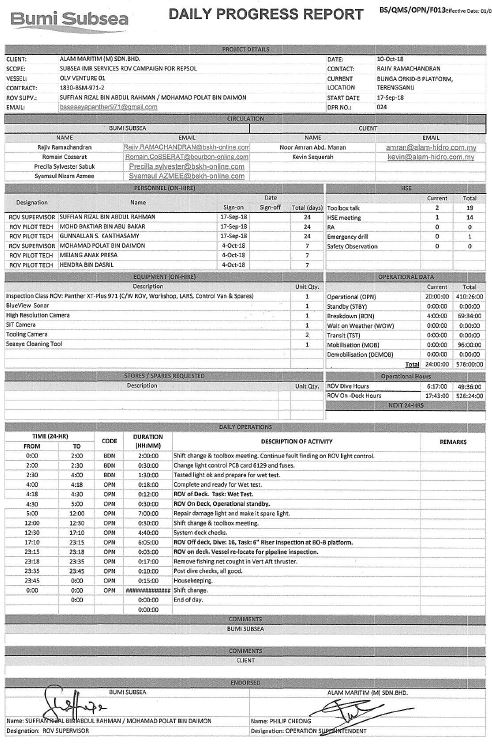 Bumi Subsea
DAILY PROGRESS REPORT
BS/QMS/OPN/F013 Effective Date: 01/0
PROJECT DETAILS
CLIENT: ALAM MARITIM (M) SDN.BHD. DATE: 10-Oct-18
SCOPE: SUBSEA IMR SERVICES ROV CAMPAIGN FOR REPSOL CONTACT: RAJIV RAMACHANDRAN
VESSEL: OLV VENTURE 01 CURRENT BUNGA ORKID-B PLATFORM,
CONTRACT: 1830-BSM-971-2 LOCATION TERENGGANU
ROV SUPV.: SUFFIAN RIZAL BIN ABDUL RAHMAN / MOHAMAD POLAT BIN DAIMON START DATE 17-Sep-18
EMAIL: bsseaeyepanther971@gmail.com DPR NO.: 024
CIRCULATION
BUMI SUBSEA CLIENT
NAME EMAIL NAME EMAIL
Rajiv Ramachandran Rajiv.RAMACHANDRAN@bskh-online.com Noor Amran Abd. Manan amran@alam-hidro.com.my
Romain Cosserat Romain.CoSSERAT@bourbon-online.com Kevin Sequerah kevin@alam-hidro.com.my
Precilla Sylvester Sabuk Precilla.sylvester@bskh-online.com
Syamsul Nizam Azmee Syamsul.AZMEE@bskh-online.com
PERSONNEL (ON-HIRE) HSE
Designation Name Date Current Total
Sign-on Sign-off Total (days) Toolbox talk 2 19
ROV SUPERVISOR SUFFIAN RIZAL BIN ABDUL RAHMAN 17-Sep-18 24 HSE meeting 1 14
ROV PILOT TECH MOHD BAKTIAR BIN ABU BAKAR 17-Sep-18 24 RA 0 0
ROV PILOT TECH GUNNALLAN S. KANTHASAMY 17-Sep-18 24 Emergency drill 0 1
ROV SUPERVISOR MOHAMAD POLAT BIN DAIMON 4-Oct-18 7 Safety Observation 0 0
ROV PILOT TECH MEJANG ANAK PRESA 4-Oct-18 7
ROV PILOT TECH HENDRA BIN DASRIL 4-Oct-18 7
EQUIPMENT (ON-HIRE) OPERATIONAL DATA
Description Unit Qty. Current Total
Inspection Class ROV: Panther XT-Plus 971 (C/W ROV, Workshop, LARS, Control Van & Spares) 1 Operational (OPN) 20:00:00 410:26:00
BlueView Sonar 1 Standby (STBY) 0:00:00 0:00:00
High Resolution Camera 1 Breakdown (BDN) 4:00:00 69:34:00
SIT Camera 1 Wait on Weather (WOW) 0:00:00 0:00:00
Tooling Camera 2 Transit (TST) 0:00:00 0:00:00
Seaeye Cleaning Tool 1 Mobilisation (MOB) 0:00:00 96:00:00
Demobilisation (DEMOB) 0:00:00 0:00:00
Total 24:00:00 576:00:00
STORES / SPARES REQUESTED Operational Hours
Description Unit Qty. ROV Dive Hours 6:17:00 49:36:00
ROV On -Deck Hours 17:43:00 526:24:00
NEXT 24-HRS
DAILY OPERATIONS
TIME (24-HR) CODE DURATION (HH:MM) DESCRIPTION OF ACTIVITY REMARKS
FROM TO
0:00 2:00 BDN 2:00:00 Shift change & toolbox meeting. Continue fault finding on ROV light control.
2:00 2:30 BDN 0:30:00 Change light control PCB card 6129 and fuses.
2:30 4:00 BDN 1:30:00 Tested light ok and prepare for wet test.
4:00 4:18 OPN 0:18:00 Complete and ready for Wet test.
4:18 4:30 OPN 0:12:00 ROV of Deck. Task: Wet Test.
4:30 5:00 OPN 0:30:00 ROV On Deck, Operational standby.
5:00 12:00 OPN 7:00:00 Repair damage light and make it spare light.
12:00 12:30 OPN 0:30:00 Shift change & toolbox meeting.
12:30 17:10 OPN 4:40:00 System deck checks.
17:10 23:15 OPN 6:05:00 ROV Off deck, Dive: 16, Task: 6" Riser Inspection at BO-B platform.
23:15 23:18 OPN 0:03:00 ROV on deck. Vessel re-locate for pipeline inspection.
23:18 23:35 OPN 0:17:00 Remove fishing net cought in Vert Aft thruster.
23:35 23:45 OPN 0:10:00 Post dive checks, all good.
23:45 0:00 OPN 0:15:00 Housekeeping.
0:00 0:00 OPN ############## Shift change.
0:00 0:00:00 End of day.
0:00:00
COMMENTS
BUMI SUBSEA
COMMENTS
CLIENT
ENDORSED
BUMI SUBSEA ALAM MARITIM (M) SDN.BHD.
Name: SUFFIAN RIZAL BIN ABDUL RAHMAN / MOHAMAD POLAT BIN DAIMON Name: PHILIP CHEONG
Designation: ROV SUPERVISOR Designation: OPERATION SUPERINTENDENT